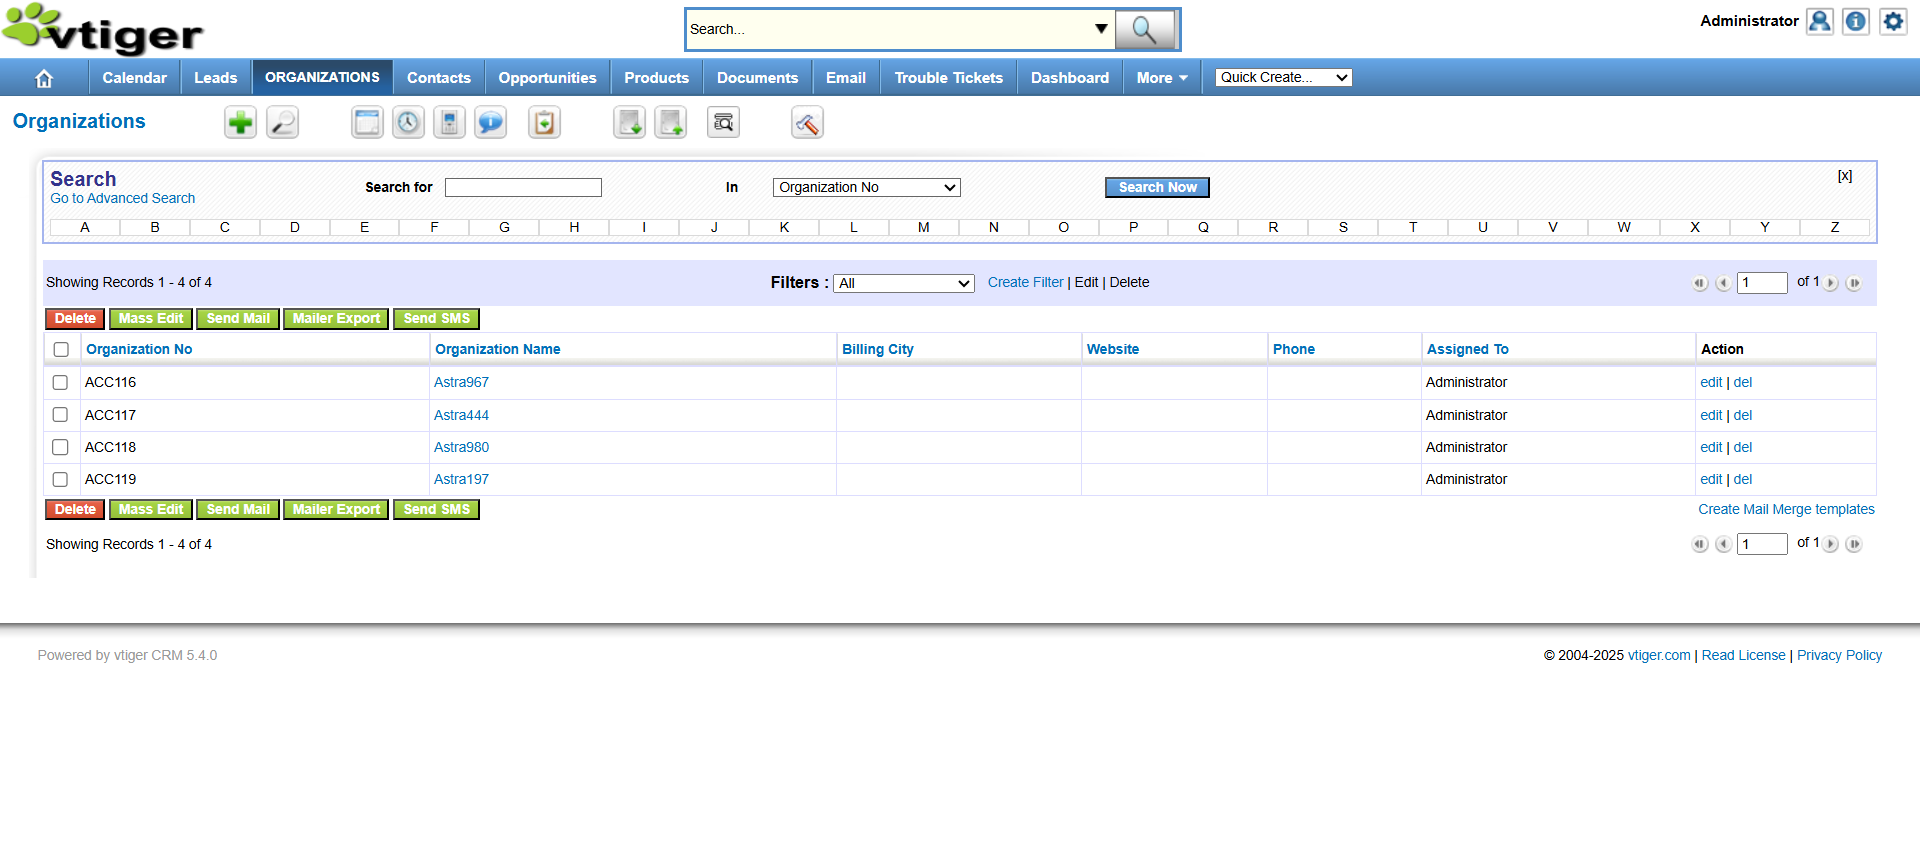 vtiger
Search...
Administrator
Calendar Leads ORGANIZATIONS Contacts Opportunities Products Documents Email Trouble Tickets Dashboard More Quick Create...
Organizations
Search
Go to Advanced Search
Search for In Organization No Search Now [x]
A B C D E F G H I J K L M N O P Q R S T U V W X Y Z
Showing Records 1 - 4 of 4 Filters : All Create Filter | Edit | Delete 1 of 1
Delete Mass Edit Send Mail Mailer Export Send SMS
Organization No Organization Name Billing City Website Phone Assigned To Action
ACC116 Astra967 Administrator edit | del
ACC117 Astra444 Administrator edit | del
ACC118 Astra980 Administrator edit | del
ACC119 Astra197 Administrator edit | del
Delete Mass Edit Send Mail Mailer Export Send SMS Create Mail Merge templates
Showing Records 1 - 4 of 4 1 of 1
Powered by vtiger CRM 5.4.0 © 2004-2025 vtiger.com | Read License | Privacy Policy